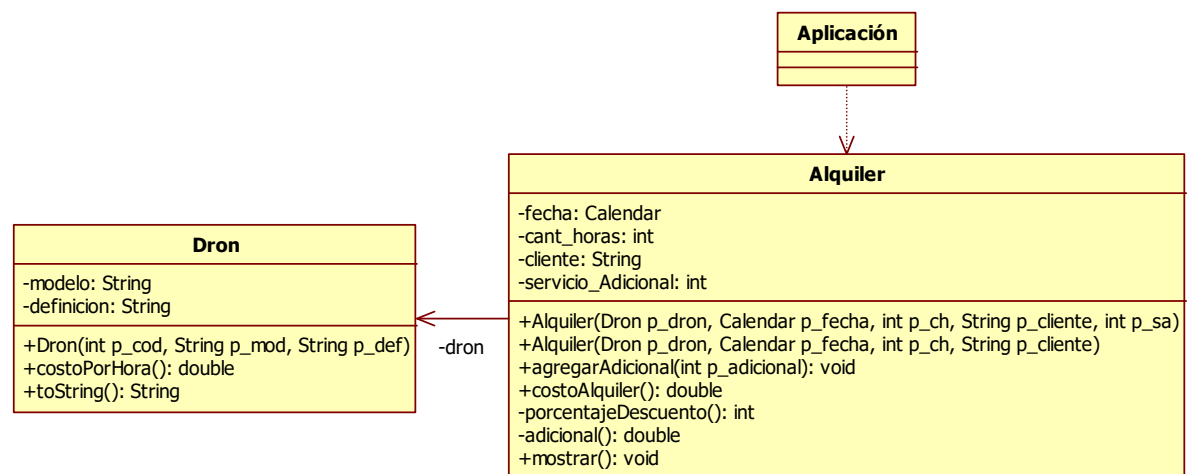 Aplicación
Alquiler
-fecha: Calendar
-cant_horas: int
-cliente: String
-servicio_Adicional: int
+Alquiler(Dron p_dron, Calendar p_fecha, int p_ch, String p_cliente, int p_sa)
+Alquiler(Dron p_dron, Calendar p_fecha, int p_ch, String p_cliente)
+agregarAdicional(int p_adicional): void
+costoAlquiler(): double
-porcentajeDescuento(): int
-adicional(): double
+mostrar(): void
Dron
-modelo: String
-definicion: String
+Dron(int p_cod, String p_mod, String p_def)
+costoPorHora(): double
+toString(): String
-dron